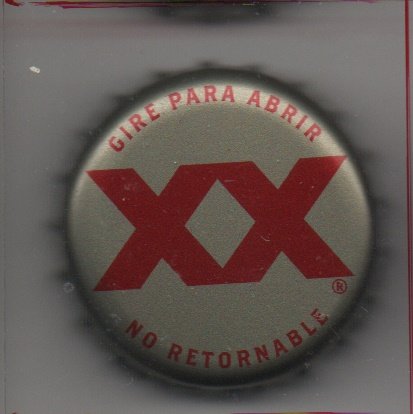 GIRE PARA ABRIR
XX
®
NO RETORNABLE